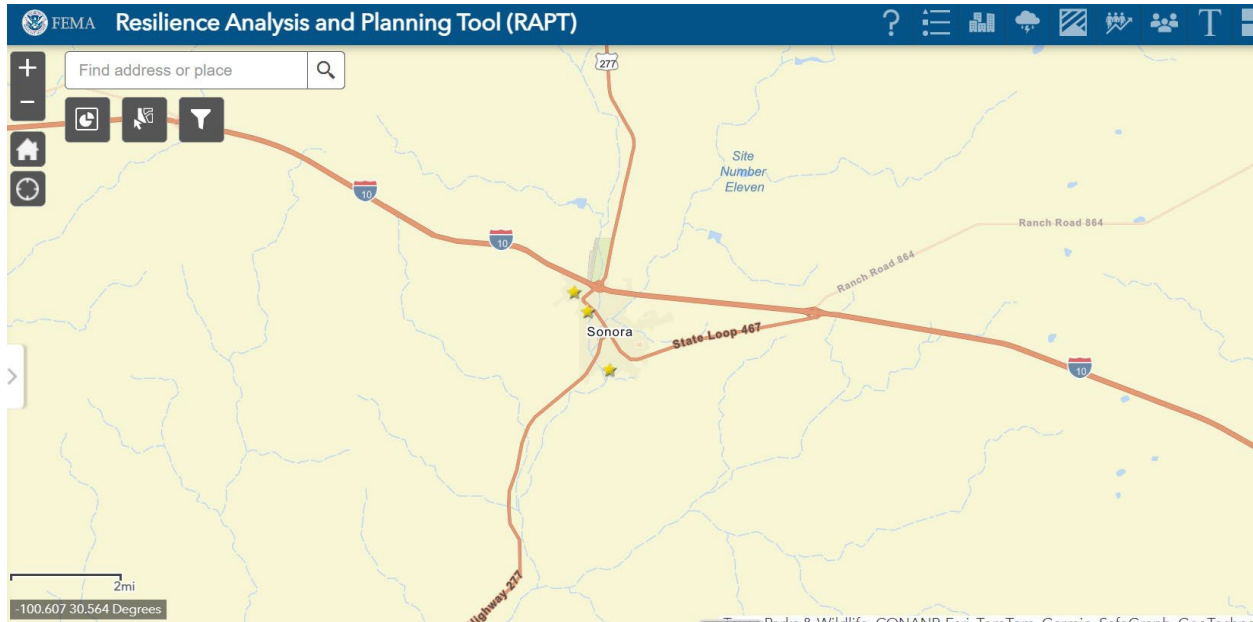 FEMA Resilience Analysis and Planning Tool (RAPT)
Find address or place
277
10
10
Site
Number
Eleven
Ranch Road 864
Ranch Road 864
Sonora
State Loop 467
10
Highway 277
2mi
-100.607 30.564 Degrees
Parks & Wildlife, CONANP, Esri, TomTom, Garmin, SafeGraph,